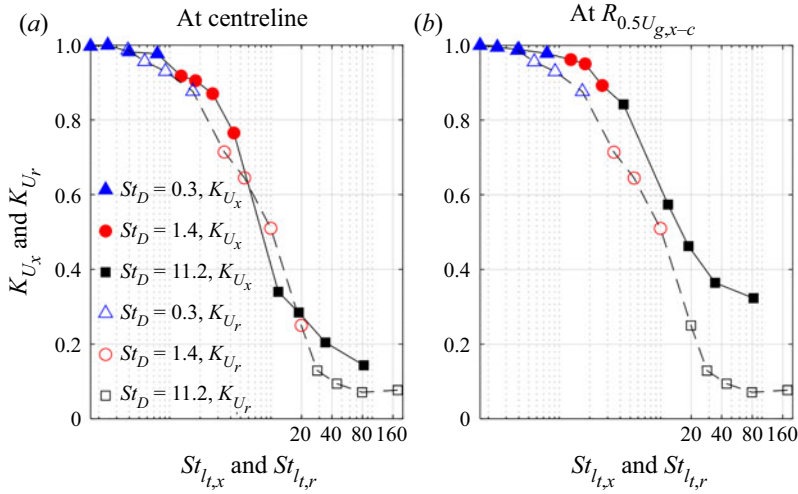 (a) At centreline
(b) At R0.5Ug,x–c
1.0
0.8
0.6
0.4
0.2
0
KUx and KUr
StD = 0.3, KUx
StD = 1.4, KUx
StD = 11.2, KUx
StD = 0.3, KUr
StD = 1.4, KUr
StD = 11.2, KUr
20 40 80 160
Stlt,x and Stlt,r
1.0
0.8
0.6
0.4
0.2
0
20 40 80 160
Stlt,x and Stlt,r